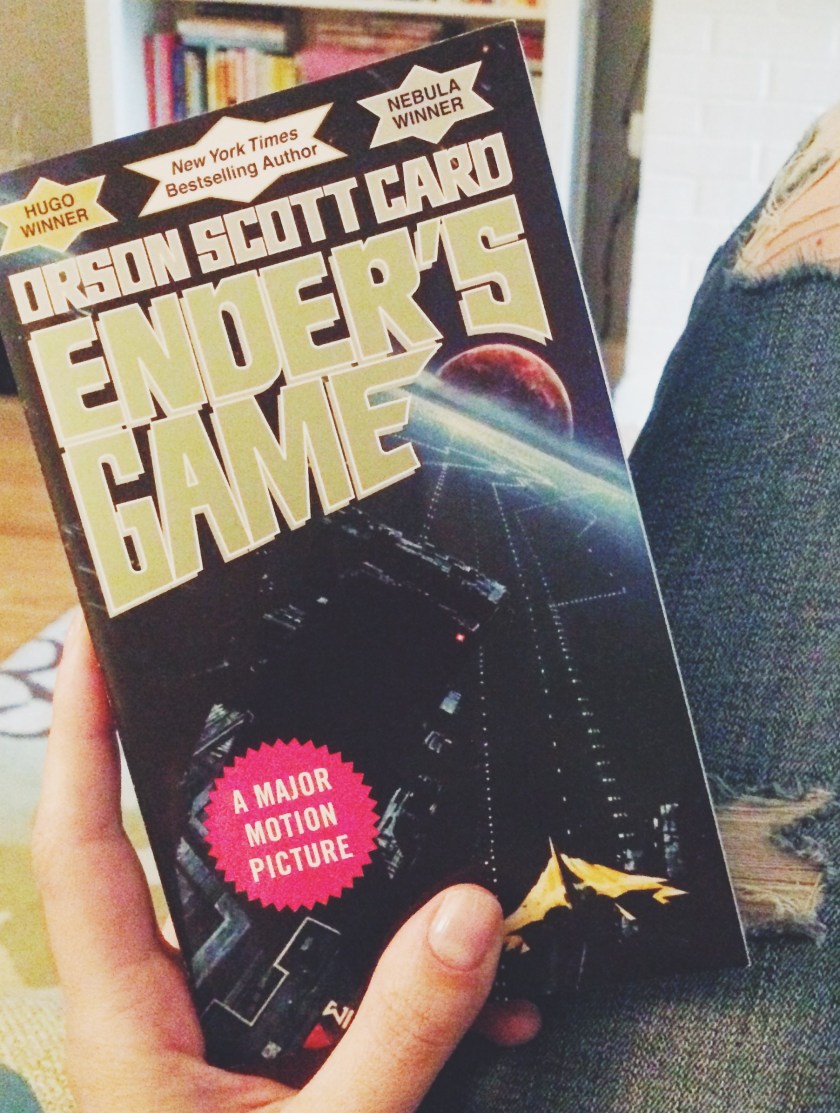 HUGO
WINNER
New York Times
Bestselling Author
NEBULA
WINNER
ORSON SCOTT CARD
ENDER'S
GAME
A MAJOR
MOTION
PICTURE